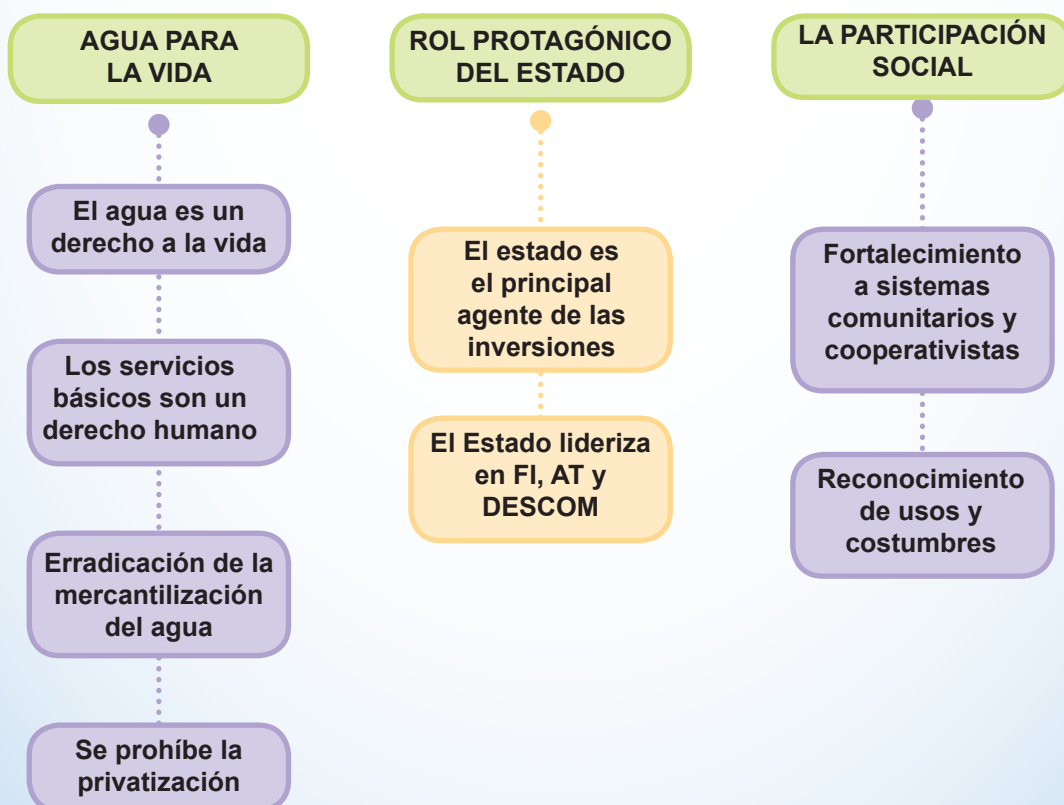 AGUA PARA
LA VIDA
El agua es un
derecho a la vida
Los servicios
básicos son un
derecho humano
Erradicación de la
mercantilización
del agua
Se prohíbe la
privatización
ROL PROTAGÓNICO
DEL ESTADO
El estado es
el principal
agente de las
inversiones
El Estado lideriza
en FI, AT y
DESCOM
LA PARTICIPACIÓN
SOCIAL
Fortalecimiento
a sistemas
comunitarios y
cooperativistas
Reconocimiento
de usos y
costumbres